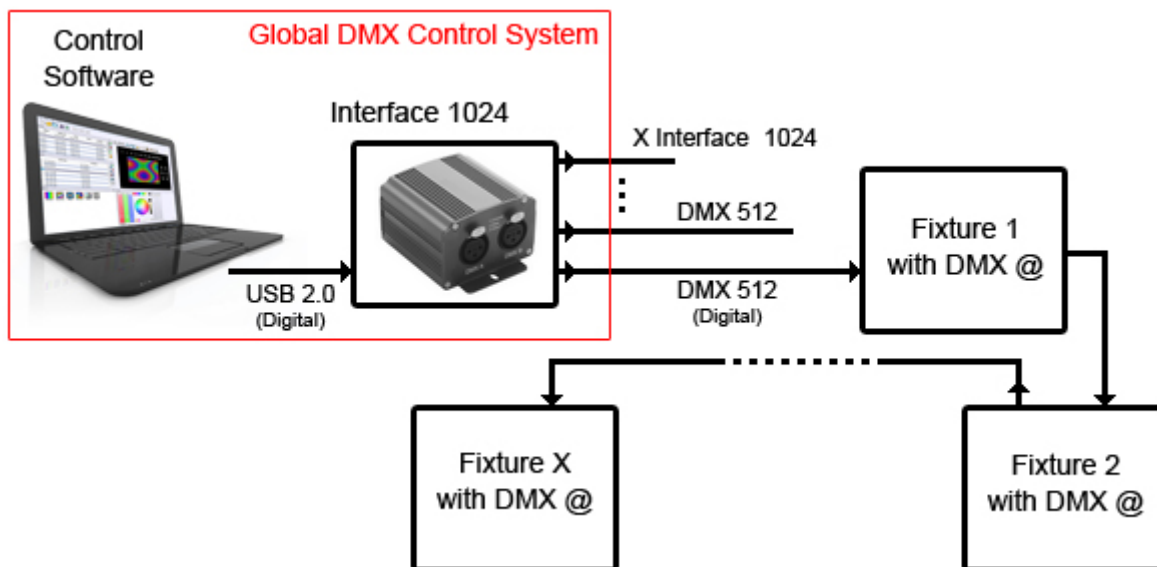 Global DMX Control System
Control
Software
Interface 1024
X Interface 1024
DMX 512
USB 2.0
(Digital)
DMX 512
(Digital)
Fixture 1
with DMX @
Fixture X
with DMX @
Fixture 2
with DMX @